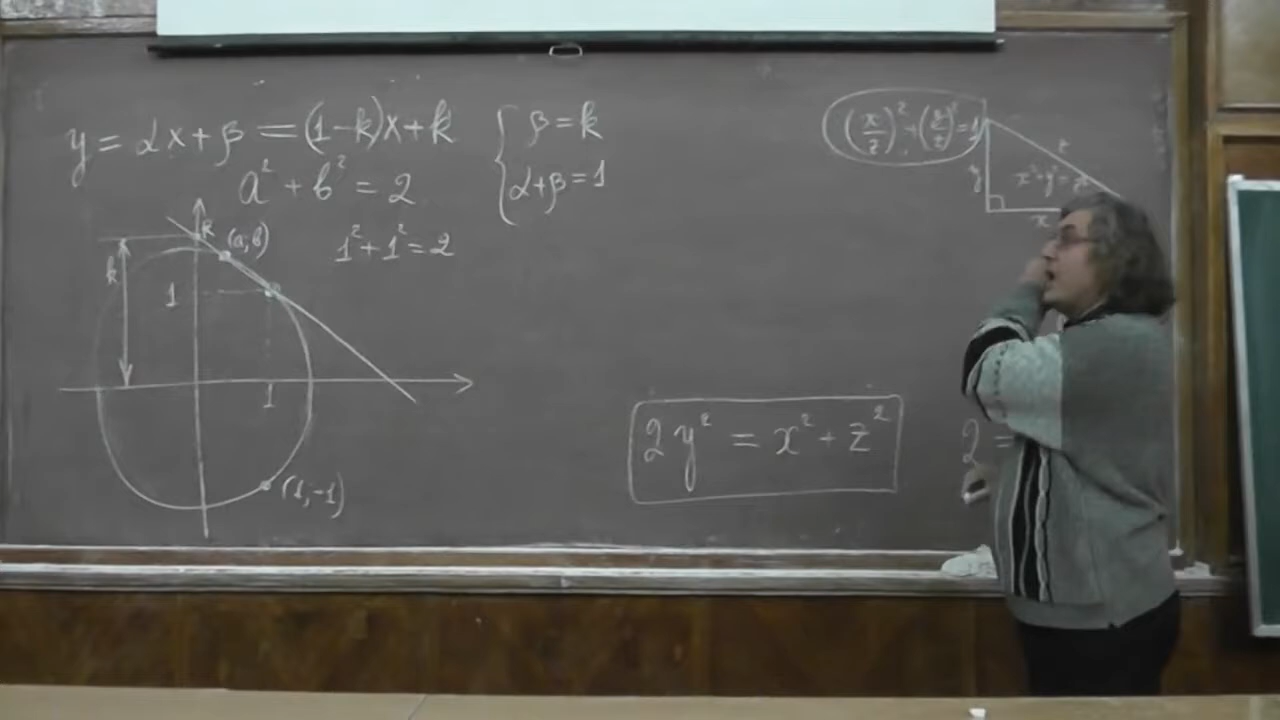 y = αx + β = (1-k)x + k
{ β = k
α + β = 1
a² + b² = 2
1² + 1² = 2
k
(a, b)
k
1
1
(1, -1)
(x/z)² + (y/z)² = 1
z
y
x² + y² = z²
x
2y² = x² + z²
2 =